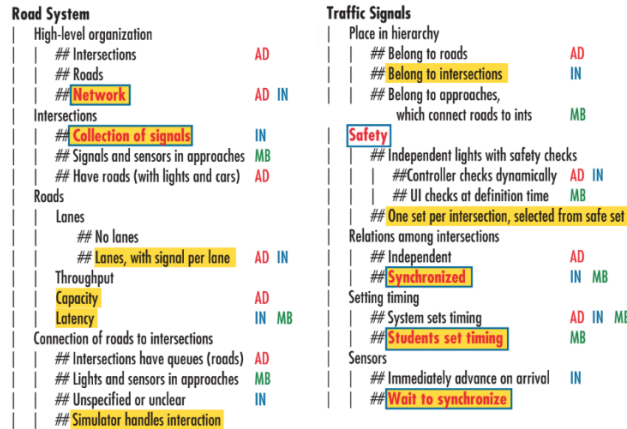 Road System
High-level organization
## Intersections AD
## Roads
## Network AD IN
Intersections
## Collection of signals IN
## Signals and sensors in approaches MB
## Have roads (with lights and cars) AD
Roads
Lanes
## No lanes
## Lanes, with signal per lane AD IN
Throughput
Capacity AD
Latency IN MB
Connection of roads to intersections
## Intersections have queues (roads) AD
## Lights and sensors in approaches MB
## Unspecified or unclear IN
## Simulator handles interaction
Traffic Signals
Place in hierarchy
## Belong to roads AD
## Belong to intersections IN
## Belong to approaches,
which connect roads to ints MB
Safety
## Independent lights with safety checks
##Controller checks dynamically AD IN
## UI checks at definition time MB
## One set per intersection, selected from safe set
Relations among intersections
## Independent AD
## Synchronized IN MB
Setting timing
## System sets timing AD IN MB
## Students set timing MB
Sensors
## Immediately advance on arrival IN
## Wait to synchronize